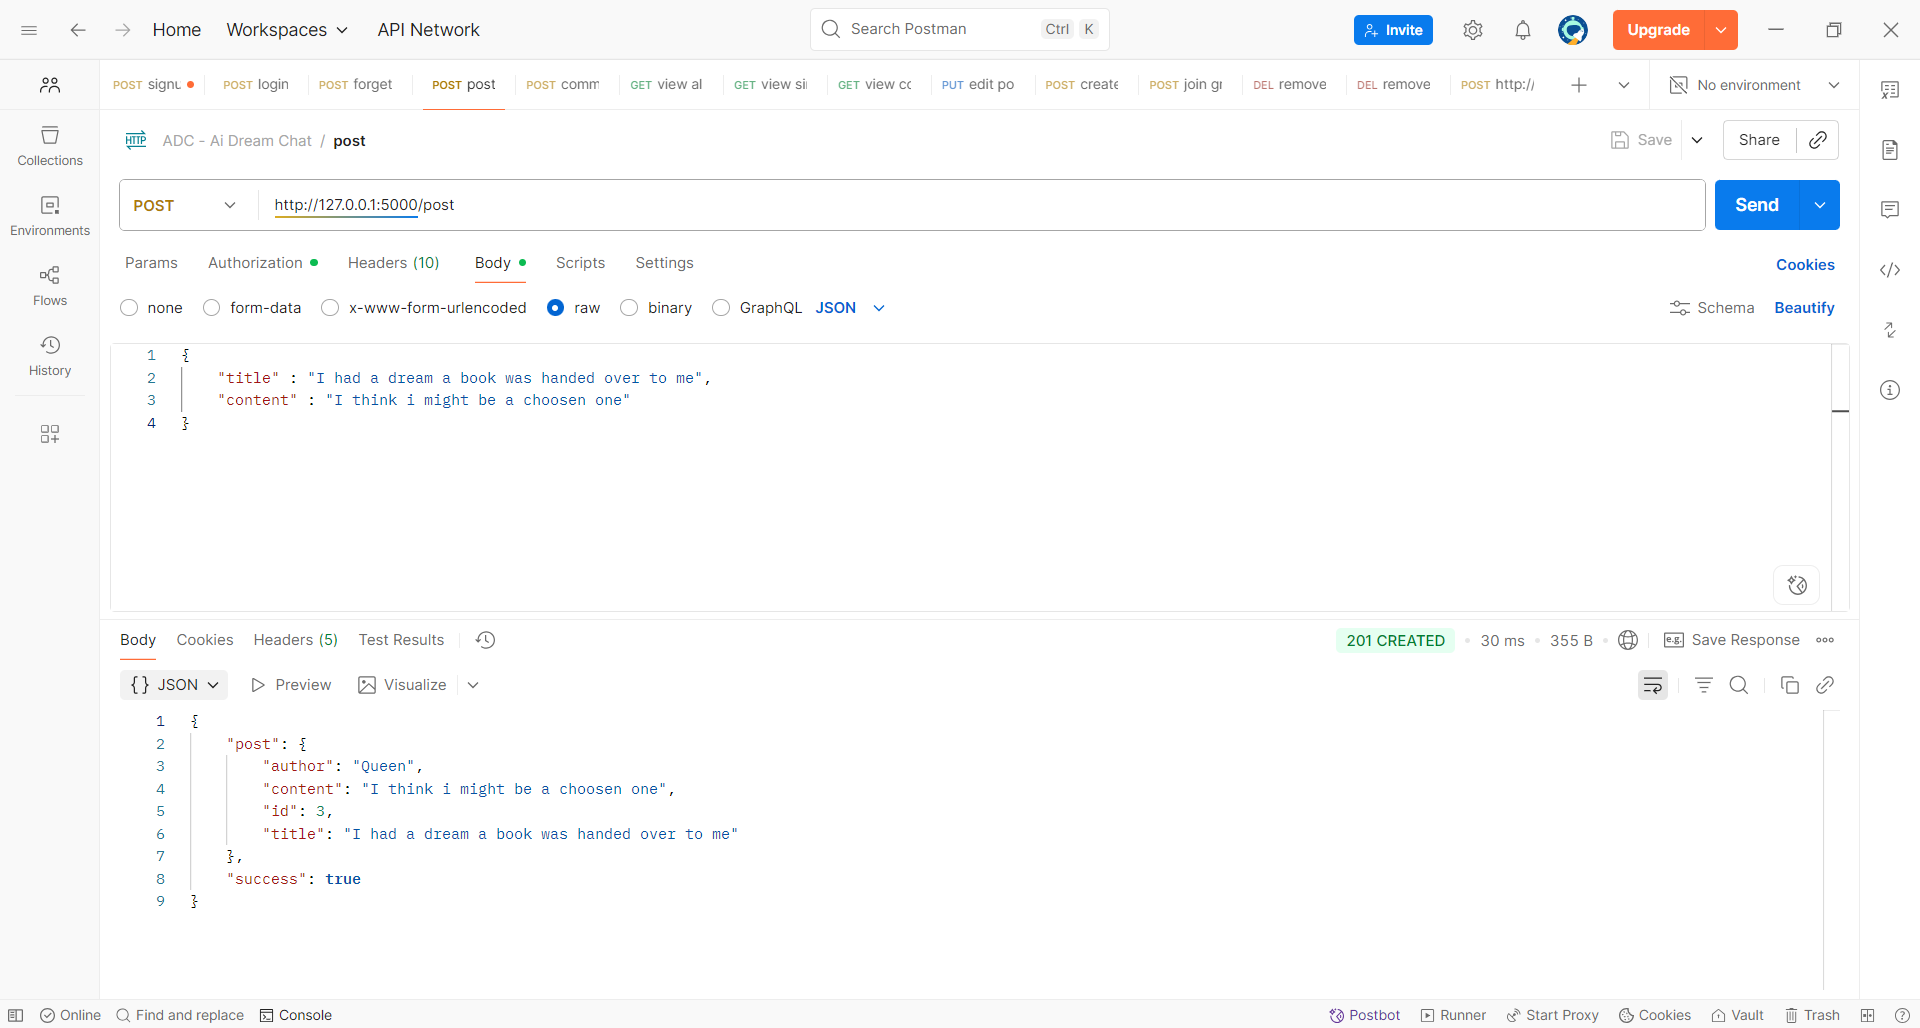 Home Workspaces API Network Search Postman Ctrl K Invite Upgrade
POST signu POST login POST forget POST post POST comm GET view al GET view si GET view cc PUT edit po POST create POST join gr DEL remove DEL remove POST http:// No environment
HTTP ADC - Ai Dream Chat / post Save Share
Collections
Environments
Flows
History
POST http://127.0.0.1:5000/post Send
Params Authorization Headers (10) Body Scripts Settings Cookies
none form-data x-www-form-urlencoded raw binary GraphQL JSON Schema Beautify
1 {
2 "title" : "I had a dream a book was handed over to me",
3 "content" : "I think i might be a choosen one"
4 }
Body Cookies Headers (5) Test Results 201 CREATED 30 ms 355 B e.g. Save Response
{} JSON Preview Visualize
1 {
2 "post": {
3 "author": "Queen",
4 "content": "I think i might be a choosen one",
5 "id": 3,
6 "title": "I had a dream a book was handed over to me"
7 },
8 "success": true
9 }
Online Find and replace Console Postbot Runner Start Proxy Cookies Vault Trash